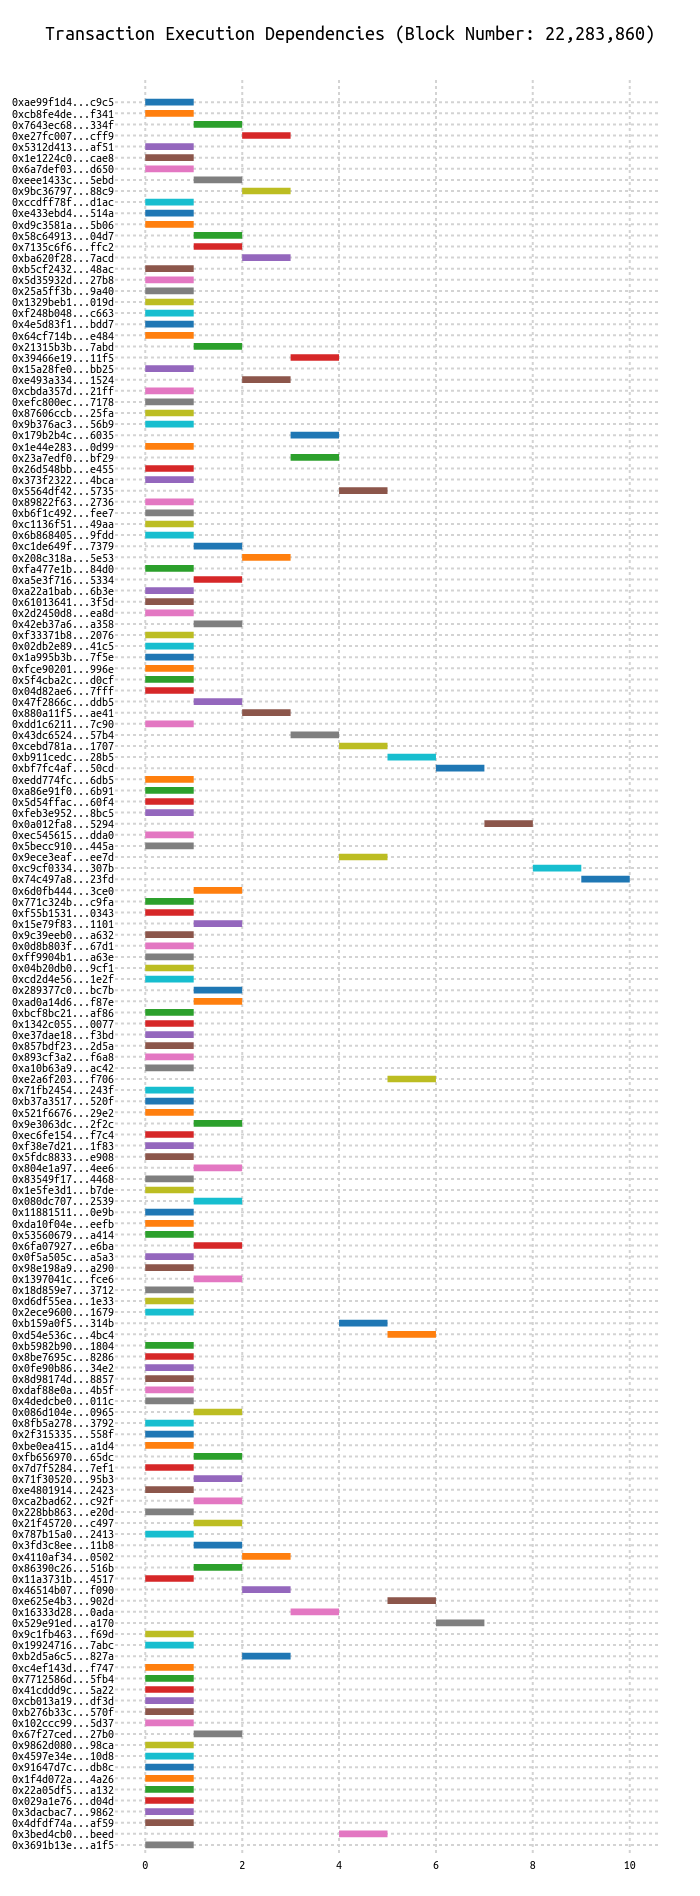 Transaction Execution Dependencies (Block Number: 22,283,860)
0xae99f1d4...c9c5
0xcb8fe4de...f341
0x7643ec68...334f
0xe27fc007...cff9
0x5312d413...af51
0x1e1224c0...cae8
0x6a7def03...d650
0xeee1433c...5ebd
0x9bc36797...88c9
0xccdff78f...d1ac
0xe433ebd4...514a
0xd9c3581a...5b06
0x58c64913...04d7
0x7135c6f6...ffc2
0xba620f28...7acd
0xb5cf2432...48ac
0x5d35932d...27b8
0x25a5ff3b...9a40
0x1329beb1...019d
0xf248b048...c663
0x4e5d83f1...bdd7
0x64cf714b...e484
0x21315b3b...7abd
0x39466e19...11f5
0x15a28fe0...bb25
0xe493a334...1524
0xcbda357d...21ff
0xefc800ec...7178
0x87606ccb...25fa
0x9b376ac3...56b9
0x179b2b4c...6035
0x1e44e283...0d99
0x23a7edf0...bf29
0x26d548bb...e455
0x373f2322...4bca
0x5564df42...5735
0x89822f63...2736
0xb6f1c492...fee7
0xc1136f51...49aa
0x6b868405...9fdd
0xc1de649f...7379
0x208c318a...5e53
0xfa477e1b...84d0
0xa5e3f716...5334
0xa22a1bab...6b3e
0x61013641...3f5d
0x2d2450d8...ea8d
0x42eb37a6...a358
0xf33371b8...2076
0x02db2e89...41c5
0x1a995b3b...7f5e
0xfce90201...996e
0x5f4cba2c...d0cf
0x04d82ae6...7fff
0x47f2866c...ddb5
0x880a11f5...ae41
0xdd1c6211...7c90
0x43dc6524...57b4
0xcebd781a...1707
0xb911cedc...28b5
0xbf7fc4af...50cd
0xedd774fc...6db5
0xa86e91f0...6b91
0x5d54ffac...60f4
0xfeb3e952...8bc5
0x0a012fa8...5294
0xec545615...dda0
0x5becc910...445a
0x9ece3eaf...ee7d
0xc9cf0334...307b
0x74c497a8...23fd
0x6d0fb444...3ce0
0x771c324b...c9fa
0xf55b1531...0343
0x15e79f83...1101
0x9c39eeb0...a632
0x0d8b803f...67d1
0xff9904b1...a63e
0x04b20db0...9cf1
0xcd2d4e56...1e2f
0x289377c0...bc7b
0xad0a14d6...f87e
0xbcf8bc21...af86
0x1342c055...0077
0xe37dae18...f3bd
0x857bdf23...2d5a
0x893cf3a2...f6a8
0xa10b63a9...ac42
0xe2a6f203...f706
0x71fb2454...243f
0xb37a3517...520f
0x521f6676...29e2
0x9e3063dc...2f2c
0xec6fe154...f7c4
0xf38e7d21...1f83
0x5fdc8833...e908
0x804e1a97...4ee6
0x83549f17...4468
0x1e5fe3d1...b7de
0x080dc707...2539
0x11881511...0e9b
0xda10f04e...eefb
0x53560679...a414
0x6fa07927...e6ba
0x0f5a505c...a5a3
0x98e198a9...a290
0x1397041c...fce6
0x18d859e7...3712
0xd6df55ea...1e33
0x2ece9600...1679
0xb159a0f5...314b
0xd54e536c...4bc4
0xb5982b90...1804
0x8be7695c...8286
0x0fe90b86...34e2
0x8d98174d...8857
0xdaf88e0a...4b5f
0x4dedcbe0...011c
0x086d104e...0965
0x8fb5a278...3792
0x2f315335...558f
0xbe0ea415...a1d4
0xfb656970...65dc
0x7d7f5284...7ef1
0x71f30520...95b3
0xe4801914...2423
0xca2bad62...c92f
0x228bb863...e20d
0x21f45720...c497
0x787b15a0...2413
0x3fd3c8ee...11b8
0x4110af34...0502
0x86390c26...516b
0x11a3731b...4517
0x46514b07...f090
0xe625e4b3...902d
0x16333d28...0ada
0x529e91ed...a170
0x9c1fb463...f69d
0x19924716...7abc
0xb2d5a6c5...827a
0xc4ef143d...f747
0x7712586d...5fb4
0x41cddd9c...5a22
0xcb013a19...df3d
0xb276b33c...570f
0x102ccc99...5d37
0x67f27ced...27b0
0x9862d080...98ca
0x4597e34e...10d8
0x91647d7c...db8c
0x1f4d072a...4a26
0x22a05df5...a132
0x029a1e76...d04d
0x3dacbac7...9862
0x4dfdf74a...af59
0x3bed4cb0...beed
0x3691b13e...a1f5
0 2 4 6 8 10